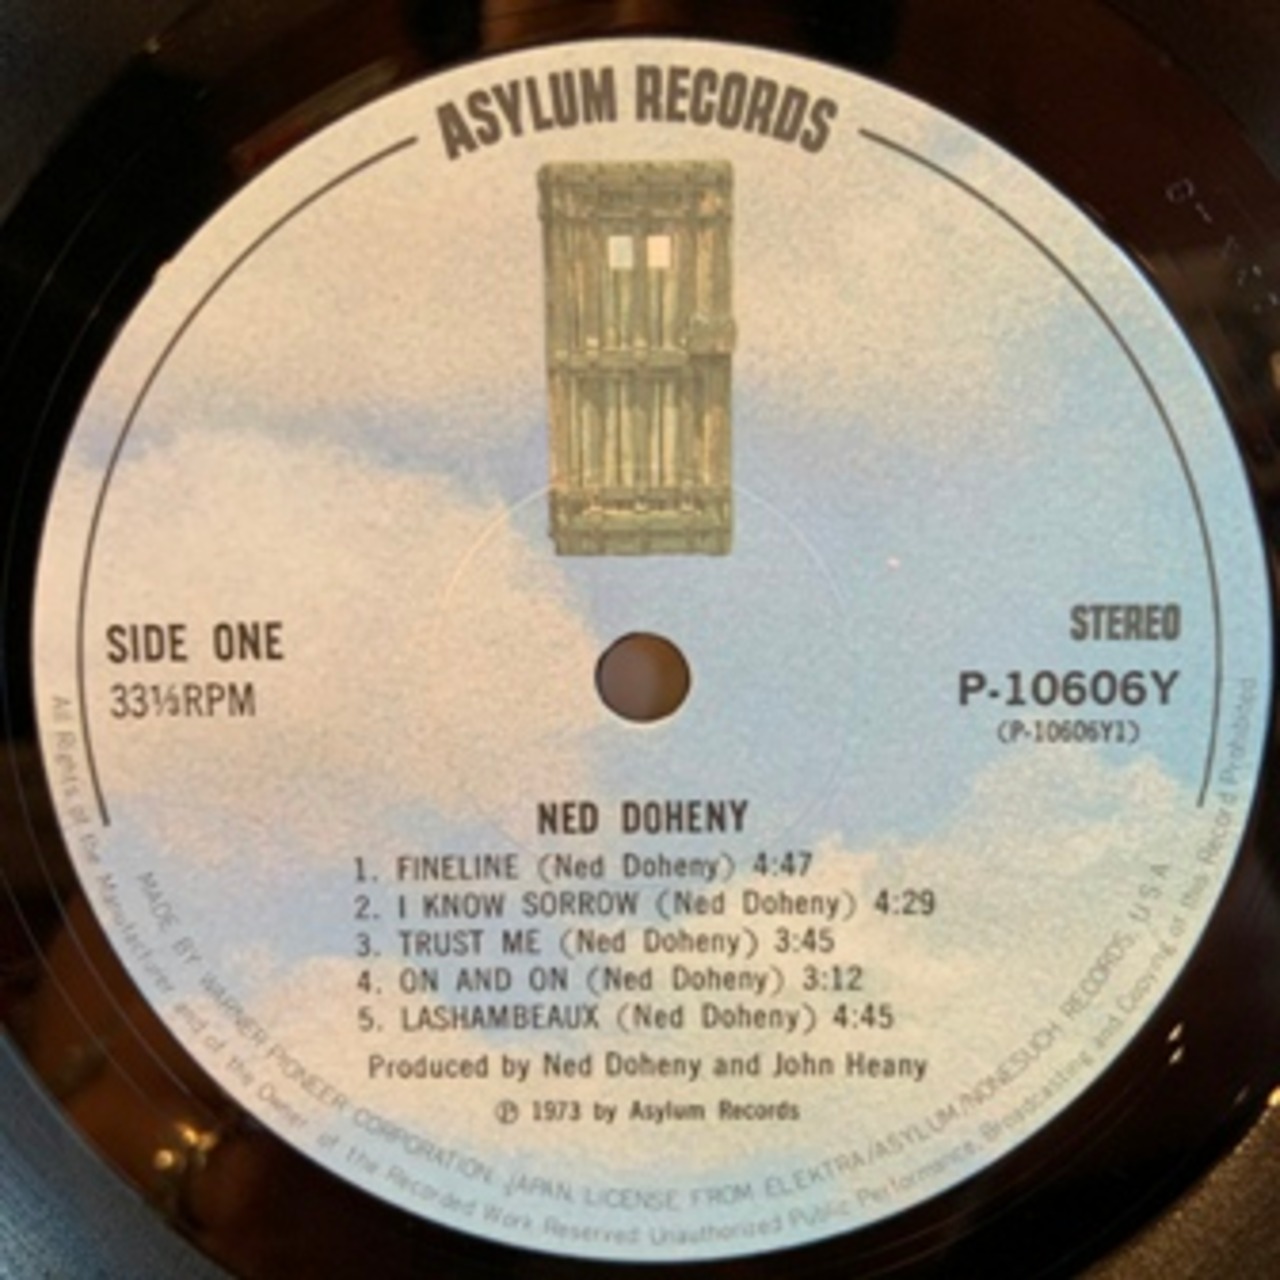 ASYLUM RECORDS
SIDE ONE
33⅓RPM
STEREO
P-10606Y
(P-10606Y1)
NED DOHENY
1. FINELINE (Ned Doheny) 4:47
2. I KNOW SORROW (Ned Doheny) 4:29
3. TRUST ME (Ned Doheny) 3:45
4. ON AND ON (Ned Doheny) 3:12
5. LASHAMBEAUX (Ned Doheny) 4:45
Produced by Ned Doheny and John Heany
℗ 1973 by Asylum Records
MADE BY WARNER-PIONEER CORPORATION, JAPAN. LICENSE FROM ELEKTRA/ASYLUM/NONESUCH RECORDS, U S A
All Rights of the Manufacturer and of the Owner of the Recorded Work Reserved Unauthorized Public Performance, Broadcasting and Copying of this Record Prohibited